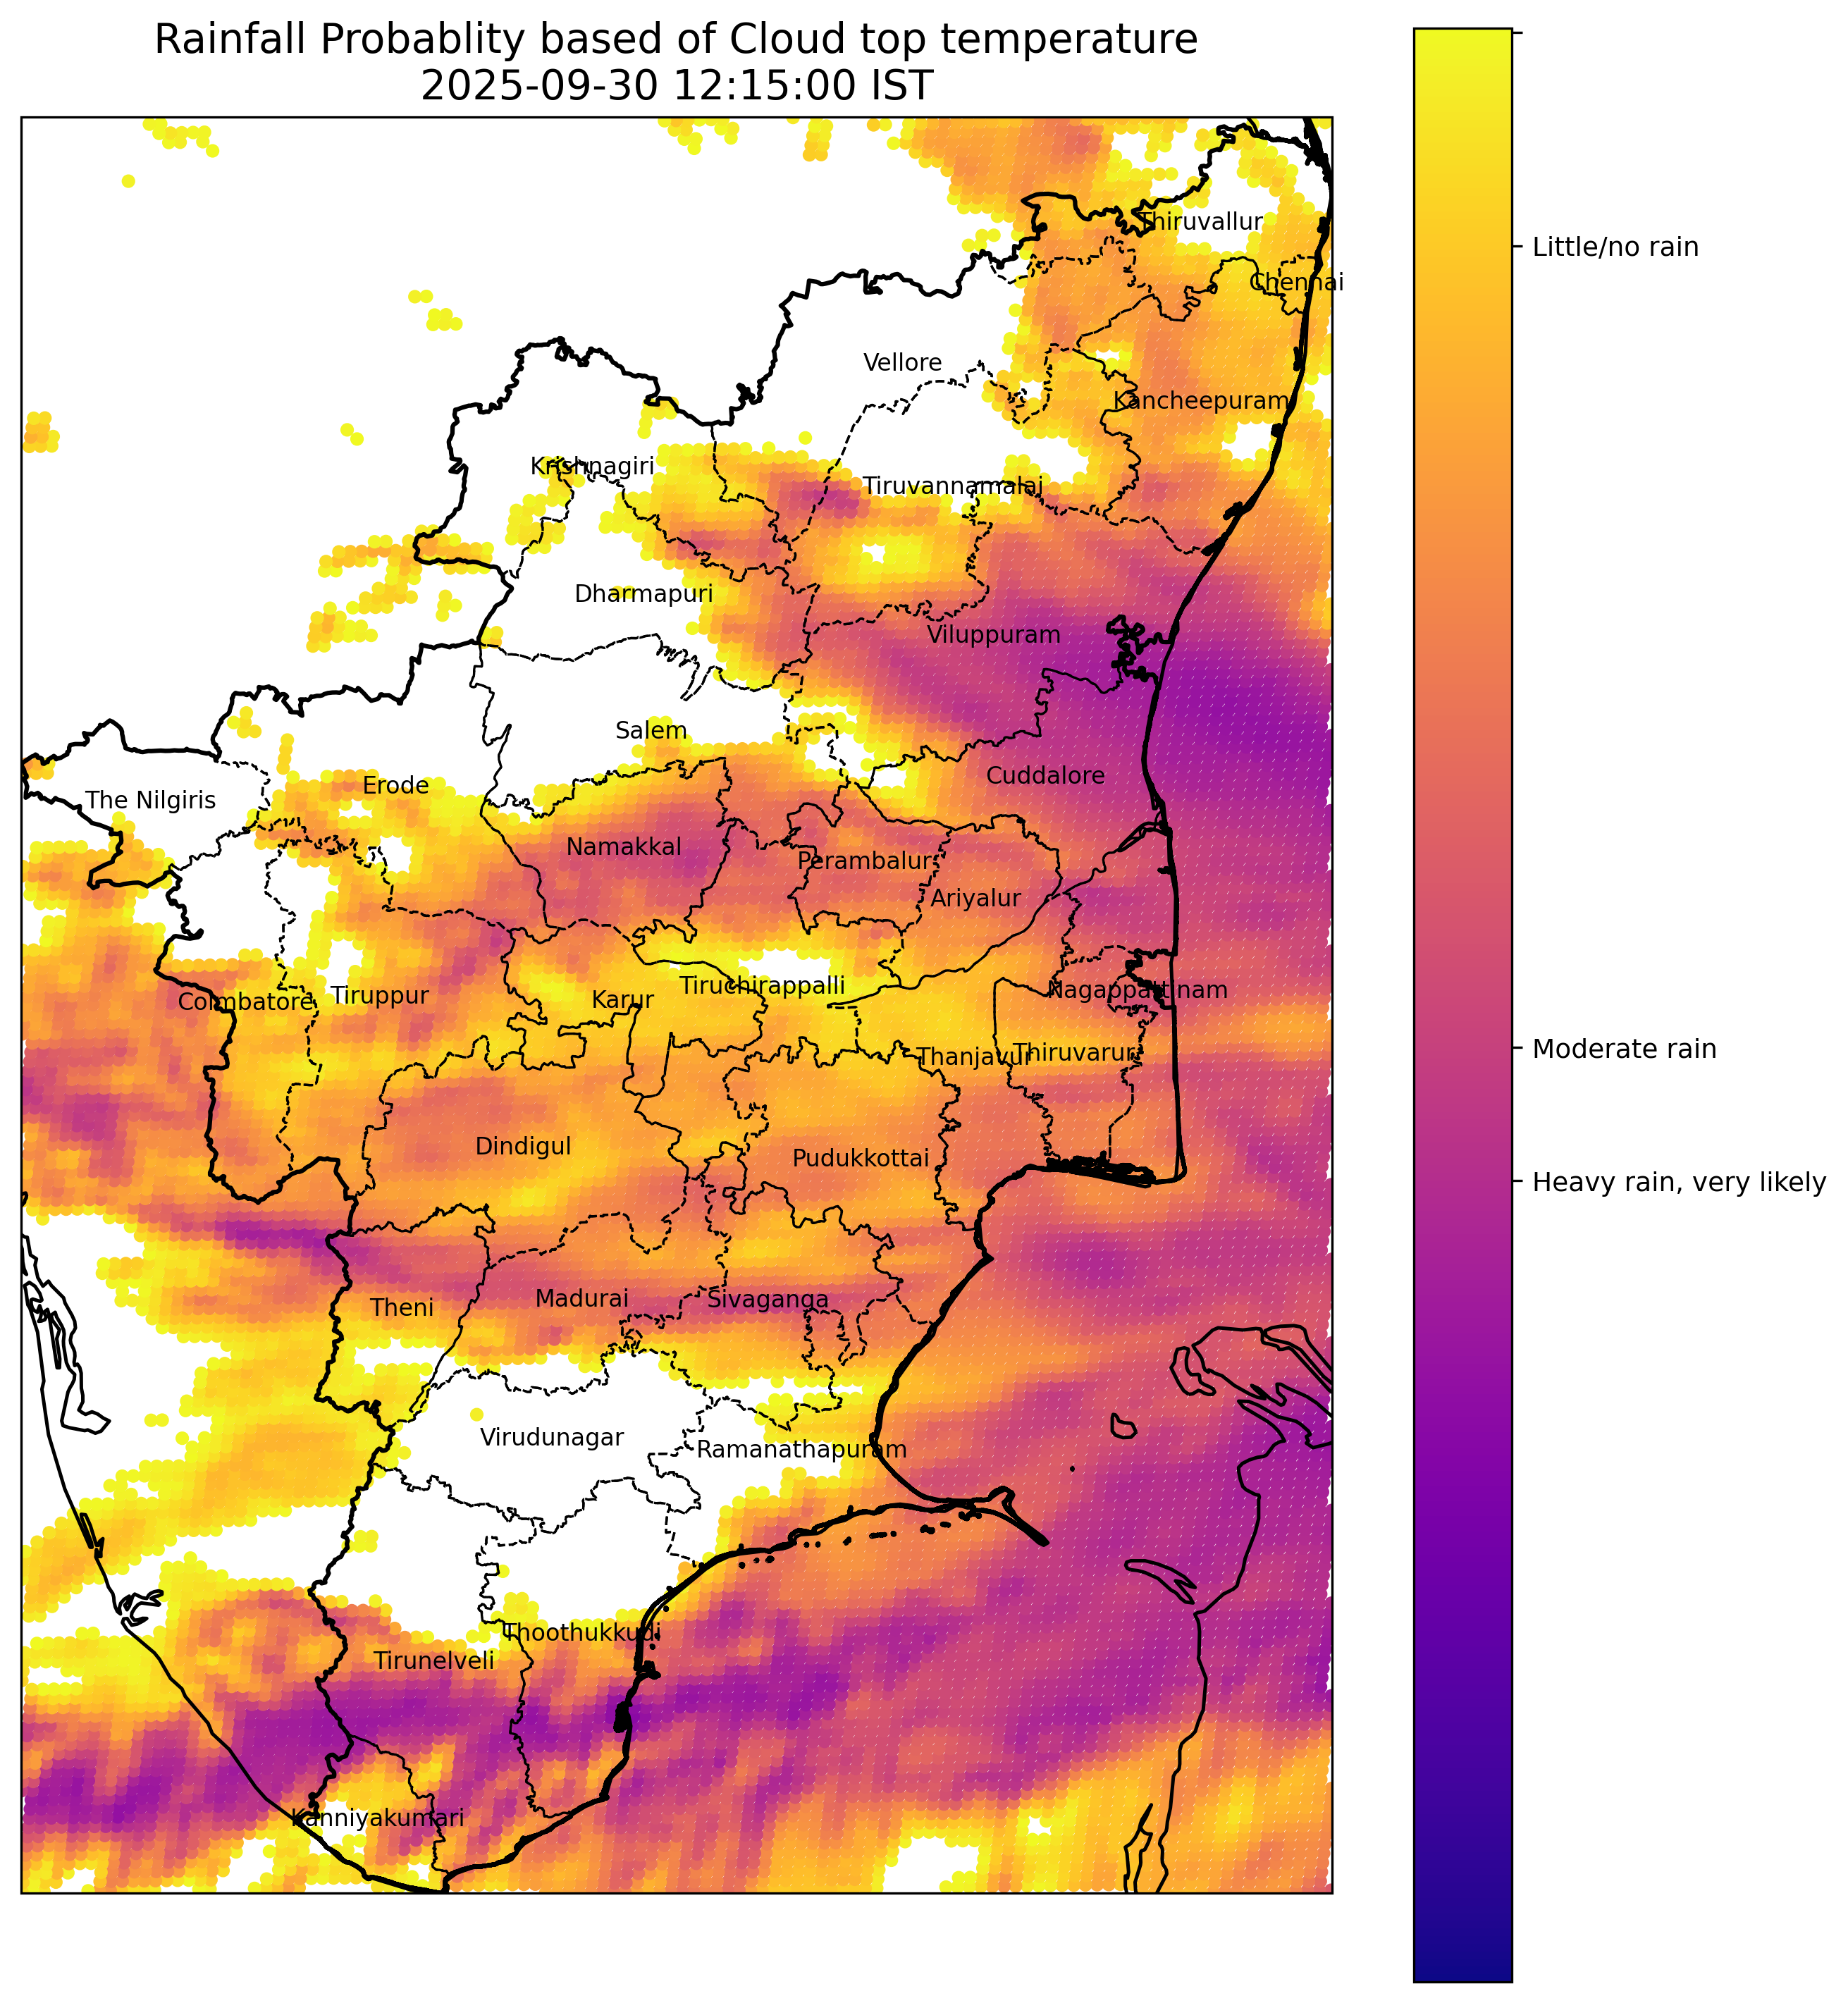 Rainfall Probablity based of Cloud top temperature
2025-09-30 12:15:00 IST
Thiruvallur
Little/no rain
Chennai
Vellore
Kancheepuram
Krishnagiri
Tiruvannamalai
Dharmapuri
Viluppuram
Salem
Cuddalore
Erode
The Nilgiris
Namakkal
Perambalur
Ariyalur
Tiruchirappalli
Nagappattinam
Coimbatore
Tiruppur
Karur
Thanjavur
Thiruvarur
Moderate rain
Dindigul
Pudukkottai
Heavy rain, very likely
Theni
Madurai
Sivaganga
Virudunagar
Ramanathapuram
Thoothukkudi
Tirunelveli
Kanniyakumari